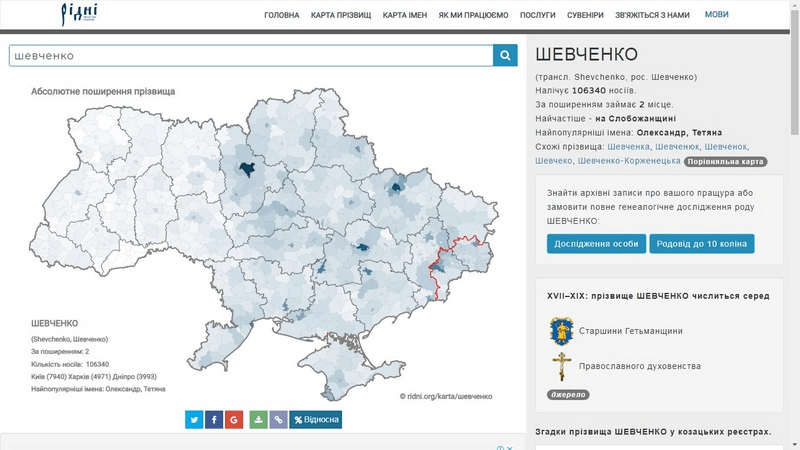 Рідні
ГОЛОВНА КАРТА ПРІЗВИЩ КАРТА ІМЕН ЯК МИ ПРАЦЮЄМО ПОСЛУГИ СУВЕНІРИ ЗВ'ЯЖІТЬСЯ З НАМИ МОВИ
шевченко
Абсолютне поширення прізвища
ШЕВЧЕНКО
(Shevchenko, Шевченко)
За поширенням: 2
Кількість носіїв: 106340
Київ (7940) Харків (4971) Дніпро (3993)
Найпопулярніші імена: Олександр, Тетяна
© ridni.org/karta/шевченко
Відносна
ШЕВЧЕНКО
(трансл. Shevchenko, рос. Шевченко)
Налічує 106340 носіїв.
За поширенням займає 2 місце.
Найчастіше - на Слобожанщині
Найпопулярніші імена: Олександр, Тетяна
Схожі прізвища: Шевченка, Шевченюк, Шевченок,
Шевчеко, Шевченко-Корженецька Порівняльна карта
Знайти архівні записи про вашого пращура або
замовити повне генеалогічне дослідження роду
ШЕВЧЕНКО:
Дослідження особи Родовід до 10 коліна
XVII–XIX: прізвище ШЕВЧЕНКО числиться серед
Старшини Гетьманщини
Православного духовенства
джерело
Згадки прізвища ШЕВЧЕНКО у козацьких реєстрах.